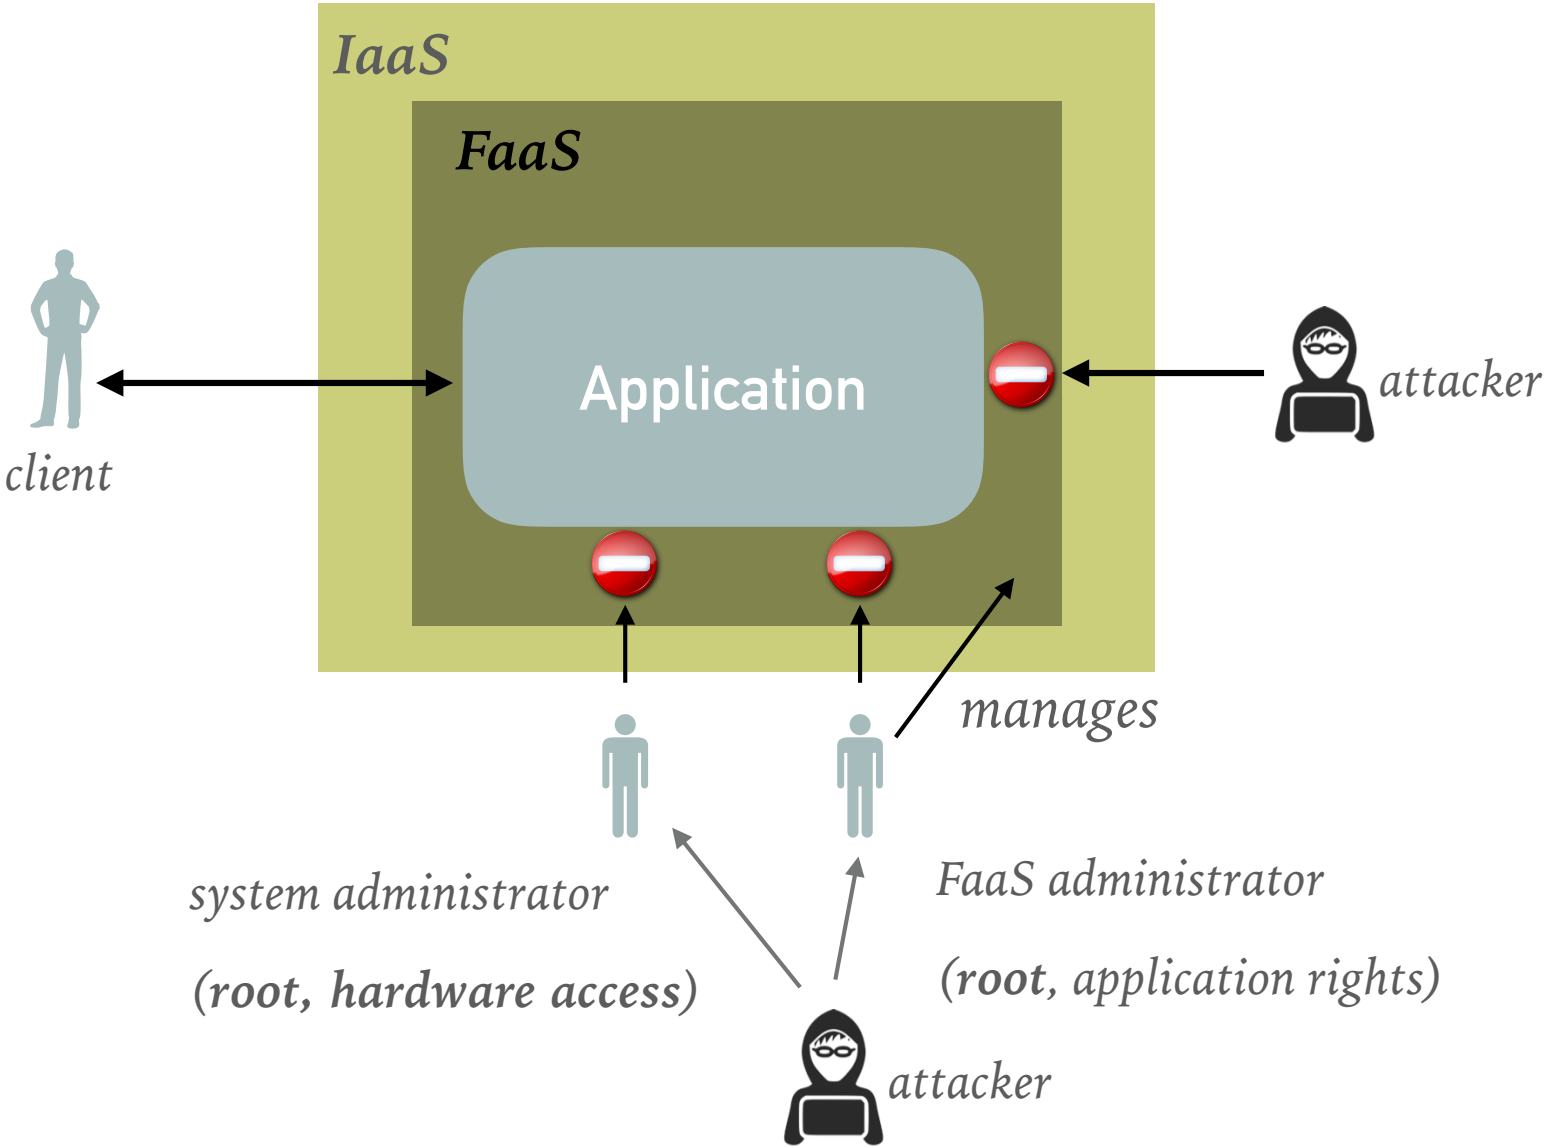 IaaS
FaaS
Application
client
attacker
manages
system administrator
(root, hardware access)
FaaS administrator
(root, application rights)
attacker